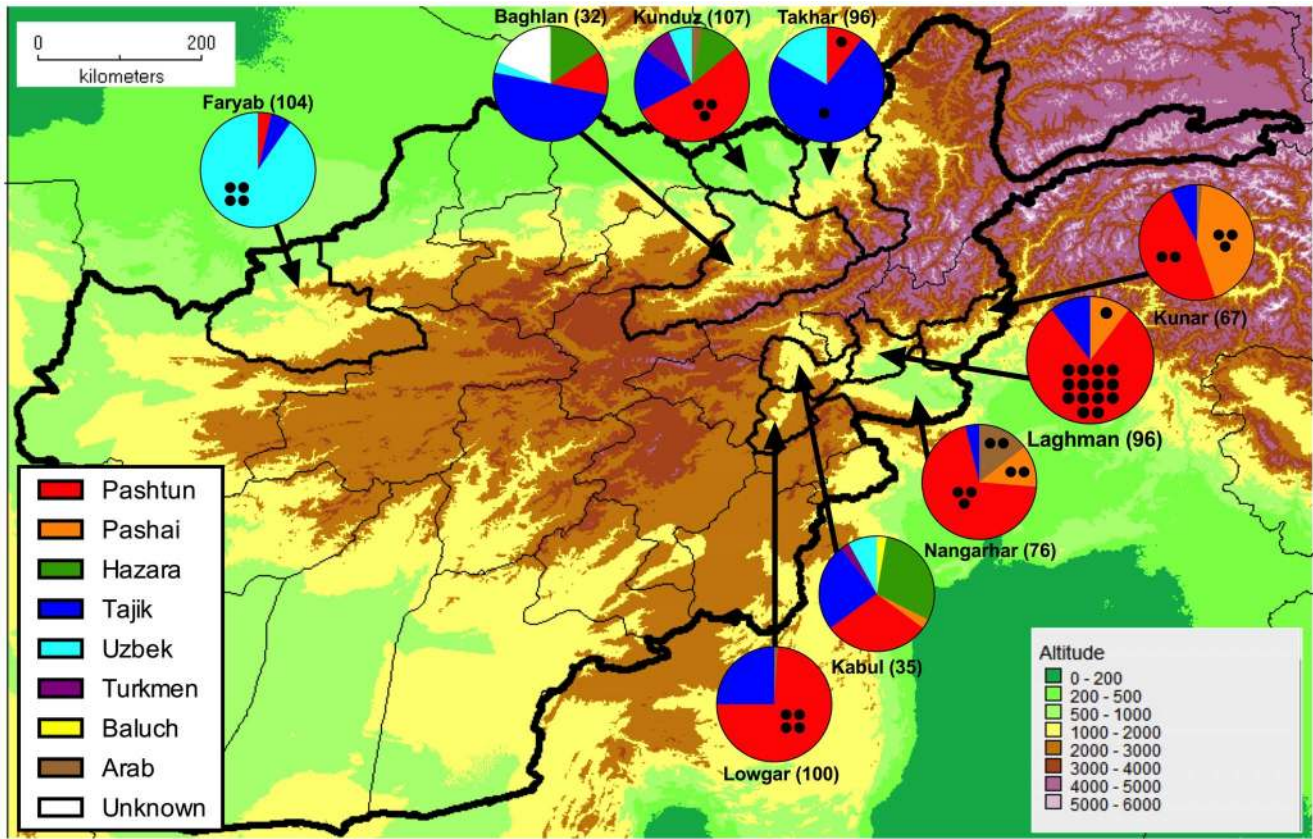 0 200
kilometers
Baghlan (32)
Kunduz (107)
Takhar (96)
Faryab (104)
Kunar (67)
Laghman (96)
Nangarhar (76)
Kabul (35)
Lowgar (100)
Pashtun
Pashai
Hazara
Tajik
Uzbek
Turkmen
Baluch
Arab
Unknown
Altitude
0 - 200
200 - 500
500 - 1000
1000 - 2000
2000 - 3000
3000 - 4000
4000 - 5000
5000 - 6000